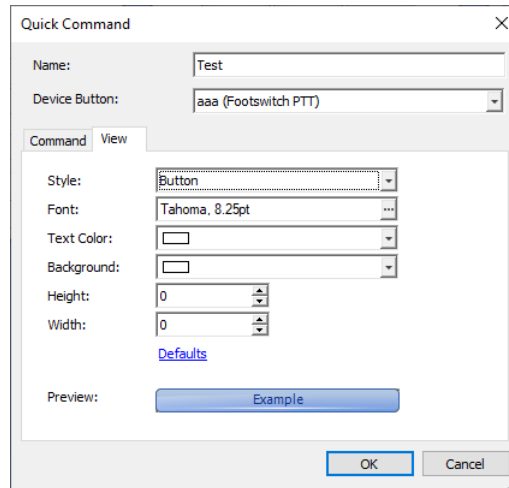 Quick Command
Name: Test
Device Button: aaa (Footswitch PTT)
Command View
Style: Button
Font: Tahoma, 8.25pt ...
Text Color:
Background:
Height: 0
Width: 0
Defaults
Preview: Example
OK Cancel